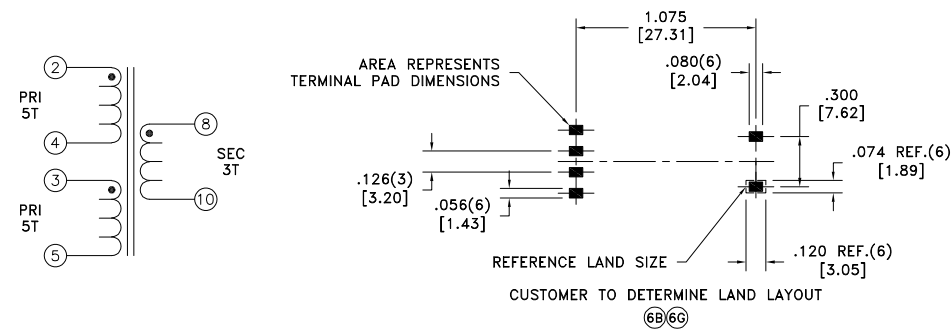 2
PRI
5T
4
3
PRI
5T
5
8
SEC
3T
10
AREA REPRESENTS
TERMINAL PAD DIMENSIONS
1.075
[27.31]
.080(6)
[2.04]
.300
[7.62]
.074 REF.(6)
[1.89]
.126(3)
[3.20]
.056(6)
[1.43]
REFERENCE LAND SIZE
.120 REF.(6)
[3.05]
CUSTOMER TO DETERMINE LAND LAYOUT
6B 6G